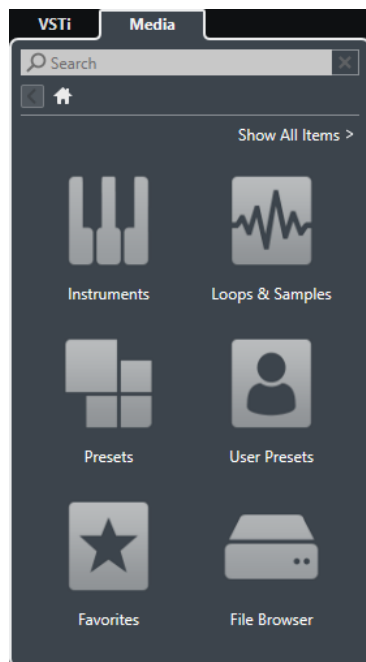 VSTi Media
Search
Show All Items >
Instruments Loops & Samples
Presets User Presets
Favorites File Browser